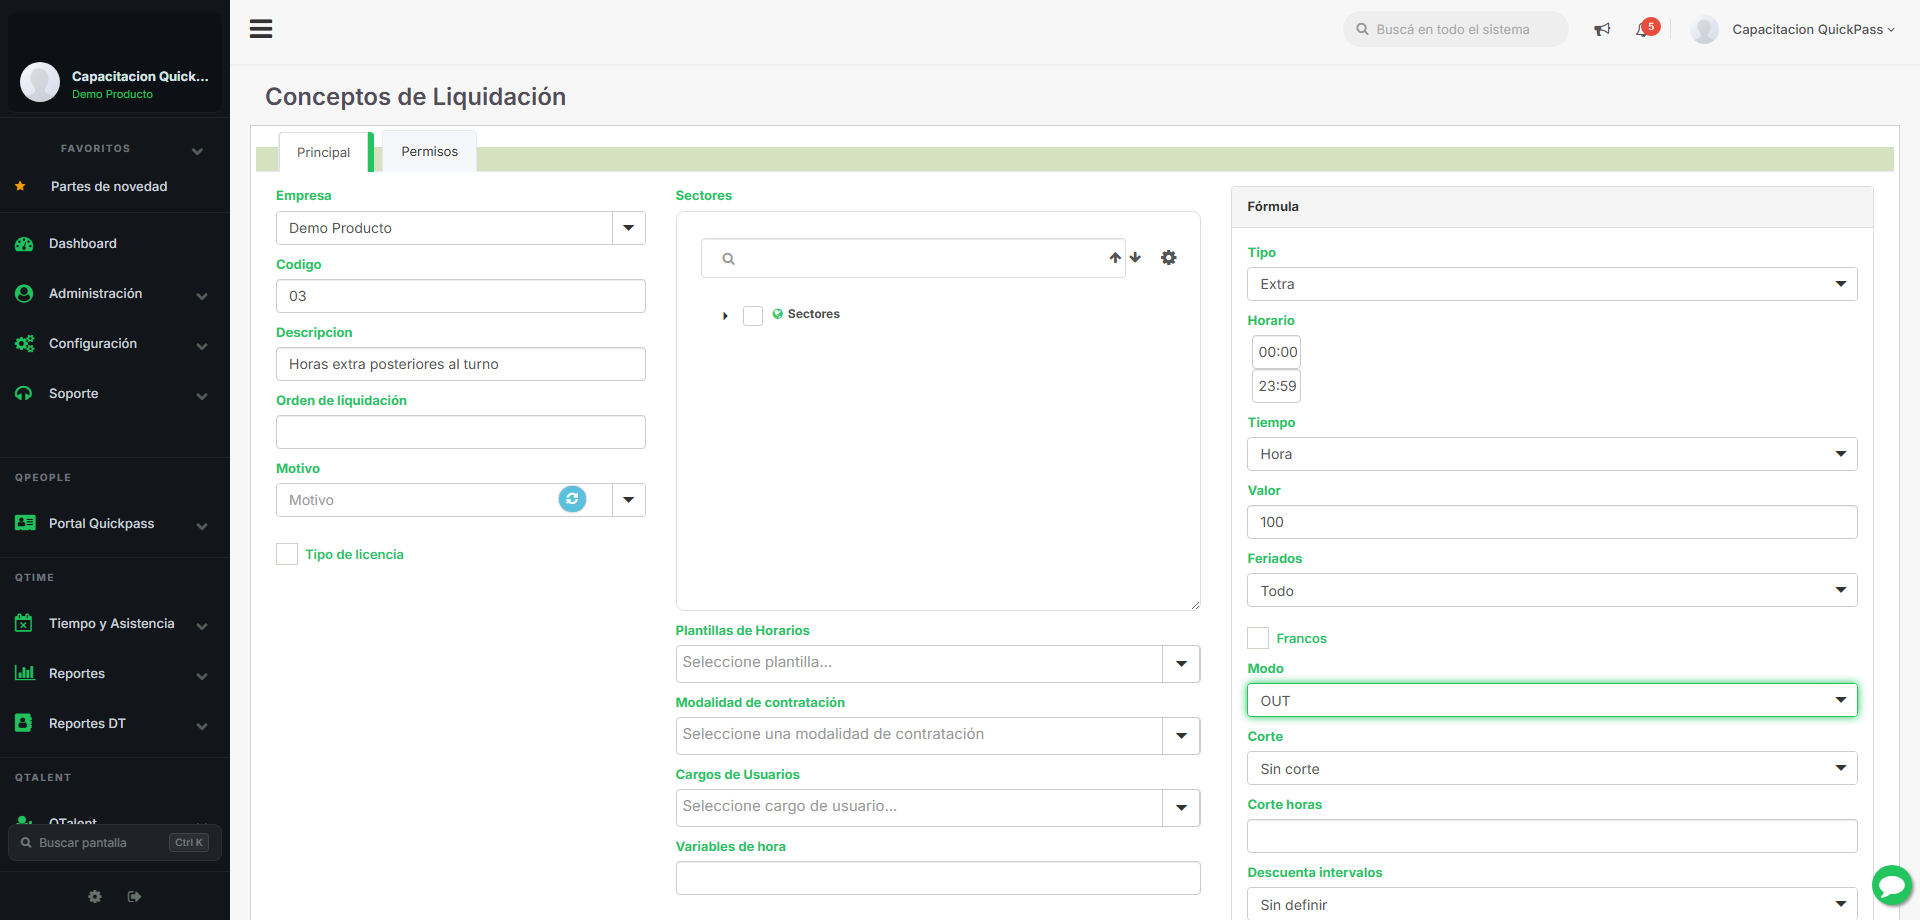 Capacitacion Quick...
Demo Producto
FAVORITOS
Partes de novedad
Dashboard
Administración
Configuración
Soporte
QPEOPLE
Portal Quickpass
QTIME
Tiempo y Asistencia
Reportes
Reportes DT
QTALENT
QTalent
Buscar pantalla
Ctrl K
Buscá en todo el sistema
5
Capacitacion QuickPass
Conceptos de Liquidación
Principal
Permisos
Empresa
Demo Producto
Codigo
03
Descripcion
Horas extra posteriores al turno
Orden de liquidación
Motivo
Motivo
Tipo de licencia
Sectores
Sectores
Plantillas de Horarios
Seleccione plantilla...
Modalidad de contratación
Seleccione una modalidad de contratación
Cargos de Usuarios
Seleccione cargo de usuario...
Variables de hora
Fórmula
Tipo
Extra
Horario
00:00
23:59
Tiempo
Hora
Valor
100
Feriados
Todo
Francos
Modo
OUT
Corte
Sin corte
Corte horas
Descuenta intervalos
Sin definir